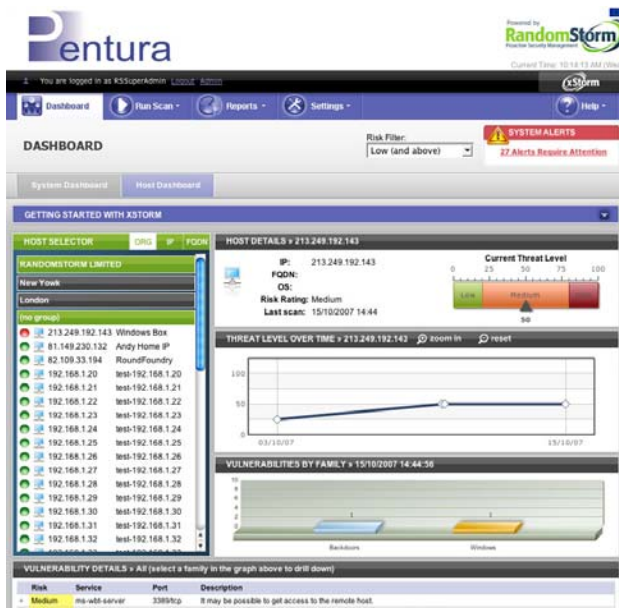 Pentura
Powered by
RandomStorm
Proactive Security Management
Current Time: 10:14:13 AM (Wed
You are logged in as RSSuperAdmin Logout Admin
xStorm
Dashboard Run Scan Reports Settings Help
DASHBOARD
Risk Filter:
Low (and above)
SYSTEM ALERTS
27 Alerts Require Attention
System Dashboard Host Dashboard
GETTING STARTED WITH XSTORM
HOST SELECTOR ORG IP FQDN
RANDOMSTORM LIMITED
New Yowk
London
(no group)
213.249.192.143 Windows Box
81.149.230.132 Andy Home IP
82.109.33.194 RoundFoundry
192.168.1.20 test-192.168.1.20
192.168.1.21 test-192.168.1.21
192.168.1.22 test-192.168.1.22
192.168.1.23 test-192.168.1.23
192.168.1.24 test-192.168.1.24
192.168.1.25 test-192.168.1.25
192.168.1.26 test-192.168.1.26
192.168.1.27 test-192.168.1.27
192.168.1.28 test-192.168.1.28
192.168.1.29 test-192.168.1.29
192.168.1.30 test-192.168.1.30
192.168.1.31 test-192.168.1.31
192.168.1.32 test-192.168.1.32
HOST DETAILS » 213.249.192.143
IP: 213.249.192.143
FQDN:
OS:
Risk Rating: Medium
Last scan: 15/10/2007 14:44
Current Threat Level
0 25 50 75 100
Low Medium
50
THREAT LEVEL OVER TIME » 213.249.192.143 zoom in reset
100
50
0
03/10/07 15/10/07
VULNERABILITIES BY FAMILY » 15/10/2007 14:44:56
10
8
6
4
2
0
1 1
Backdoors Windows
VULNERABILITY DETAILS » All (select a family in the graph above to drill down)
Risk Service Port Description
+ Medium ms-wbt-server 3389/tcp It may be possible to get access to the remote host.